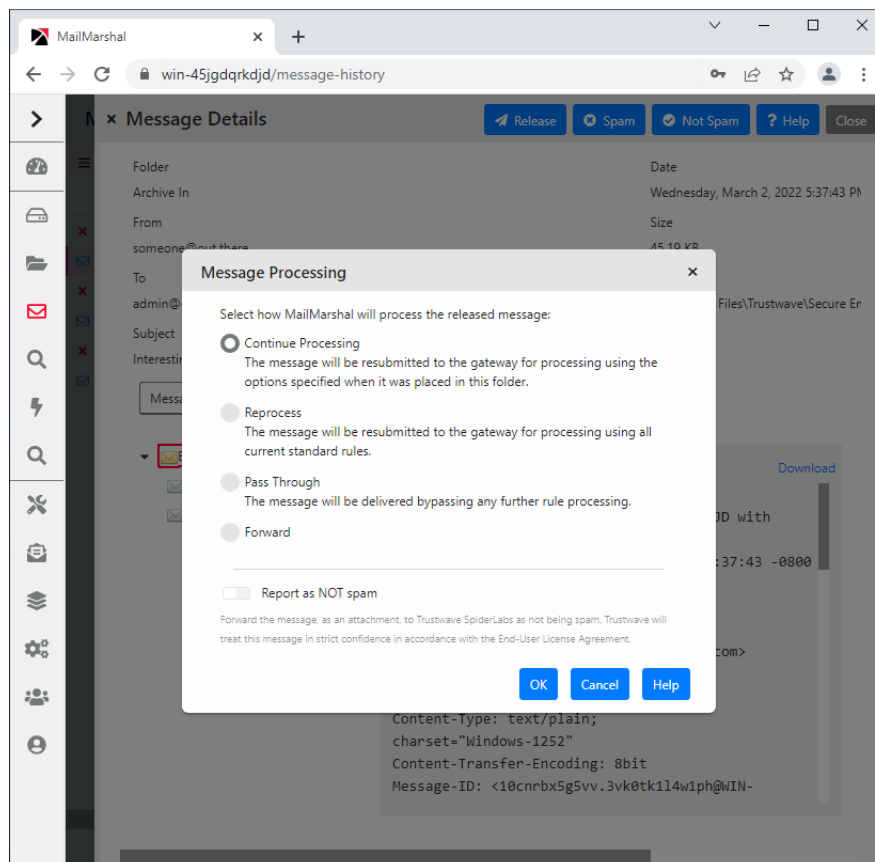 MailMarshal
win-45jgdqrkdjd/message-history
Message Details
Release
Spam
Not Spam
? Help
Close
Folder
Date
Archive In
Wednesday, March 2, 2022 5:37:43 PM
From
Size
someone@out.there
45.19 KB
To
admin@
Files\Trustwave\Secure En
Subject
Message Processing
Select how MailMarshal will process the released message:
Continue Processing
The message will be resubmitted to the gateway for processing using the
options specified when it was placed in this folder.
Reprocess
The message will be resubmitted to the gateway for processing using all
current standard rules.
Pass Through
The message will be delivered bypassing any further rule processing.
Forward
Report as NOT spam
Forward the message, as an attachment, to Trustwave SpiderLabs as not being spam. Trustwave will
treat this message in strict confidence in accordance with the End-User License Agreement.
OK
Cancel
Help
Download
JD with
:37:43 -0800
com>
Content-Type: text/plain;
charset="Windows-1252"
Content-Transfer-Encoding: 8bit
Message-ID: <10cnrbx5g5vv.3vk0tk1l4w1ph@WIN-